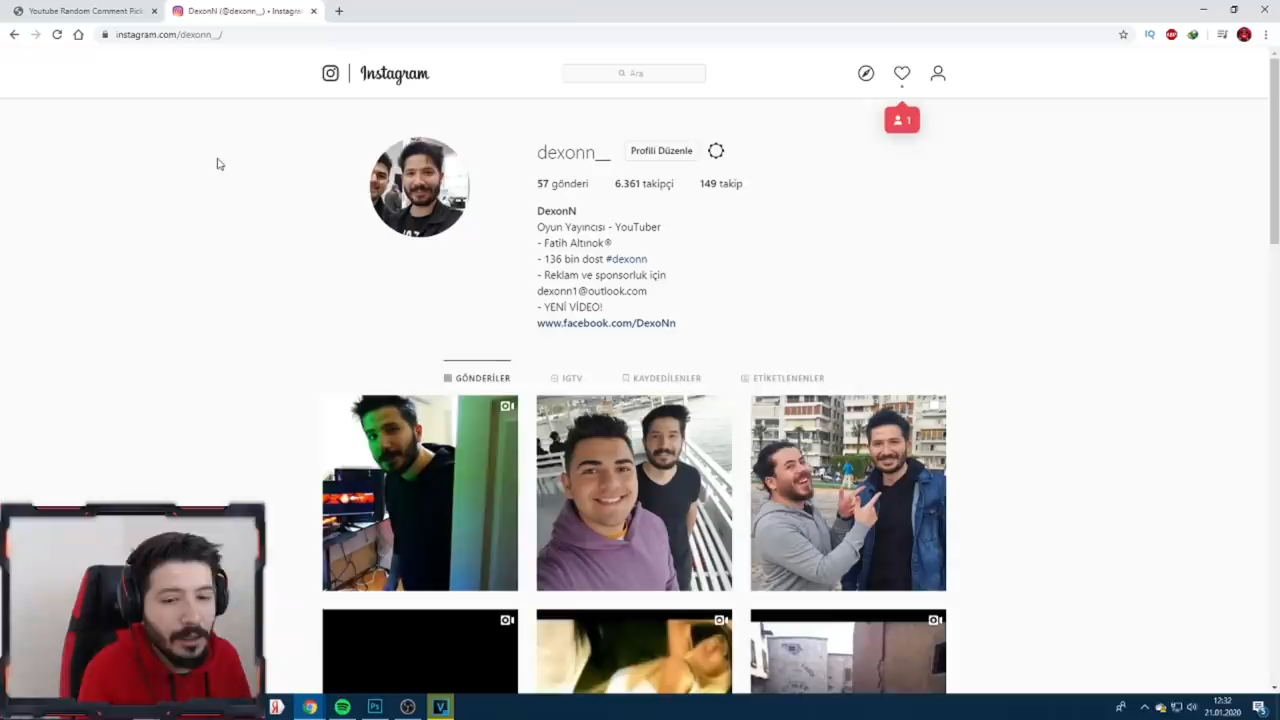 Youtube Random Comment Pick
DexonN (@dexonn__) • Instagra
instagram.com/dexonn__/
Instagram
Ara
1
dexonn__
Profili Düzenle
57 gönderi 6.361 takipçi 149 takip
DexonN
Oyun Yayıncısı - YouTuber
- Fatih Altınok®
- 136 bin dost #dexonn
- Reklam ve sponsorluk için
dexonn1@outlook.com
- YENİ VİDEO!
www.facebook.com/DexoNn
GÖNDERİLER IGTV KAYDEDİLENLER ETİKETLENENLER
12:32
21.01.2020